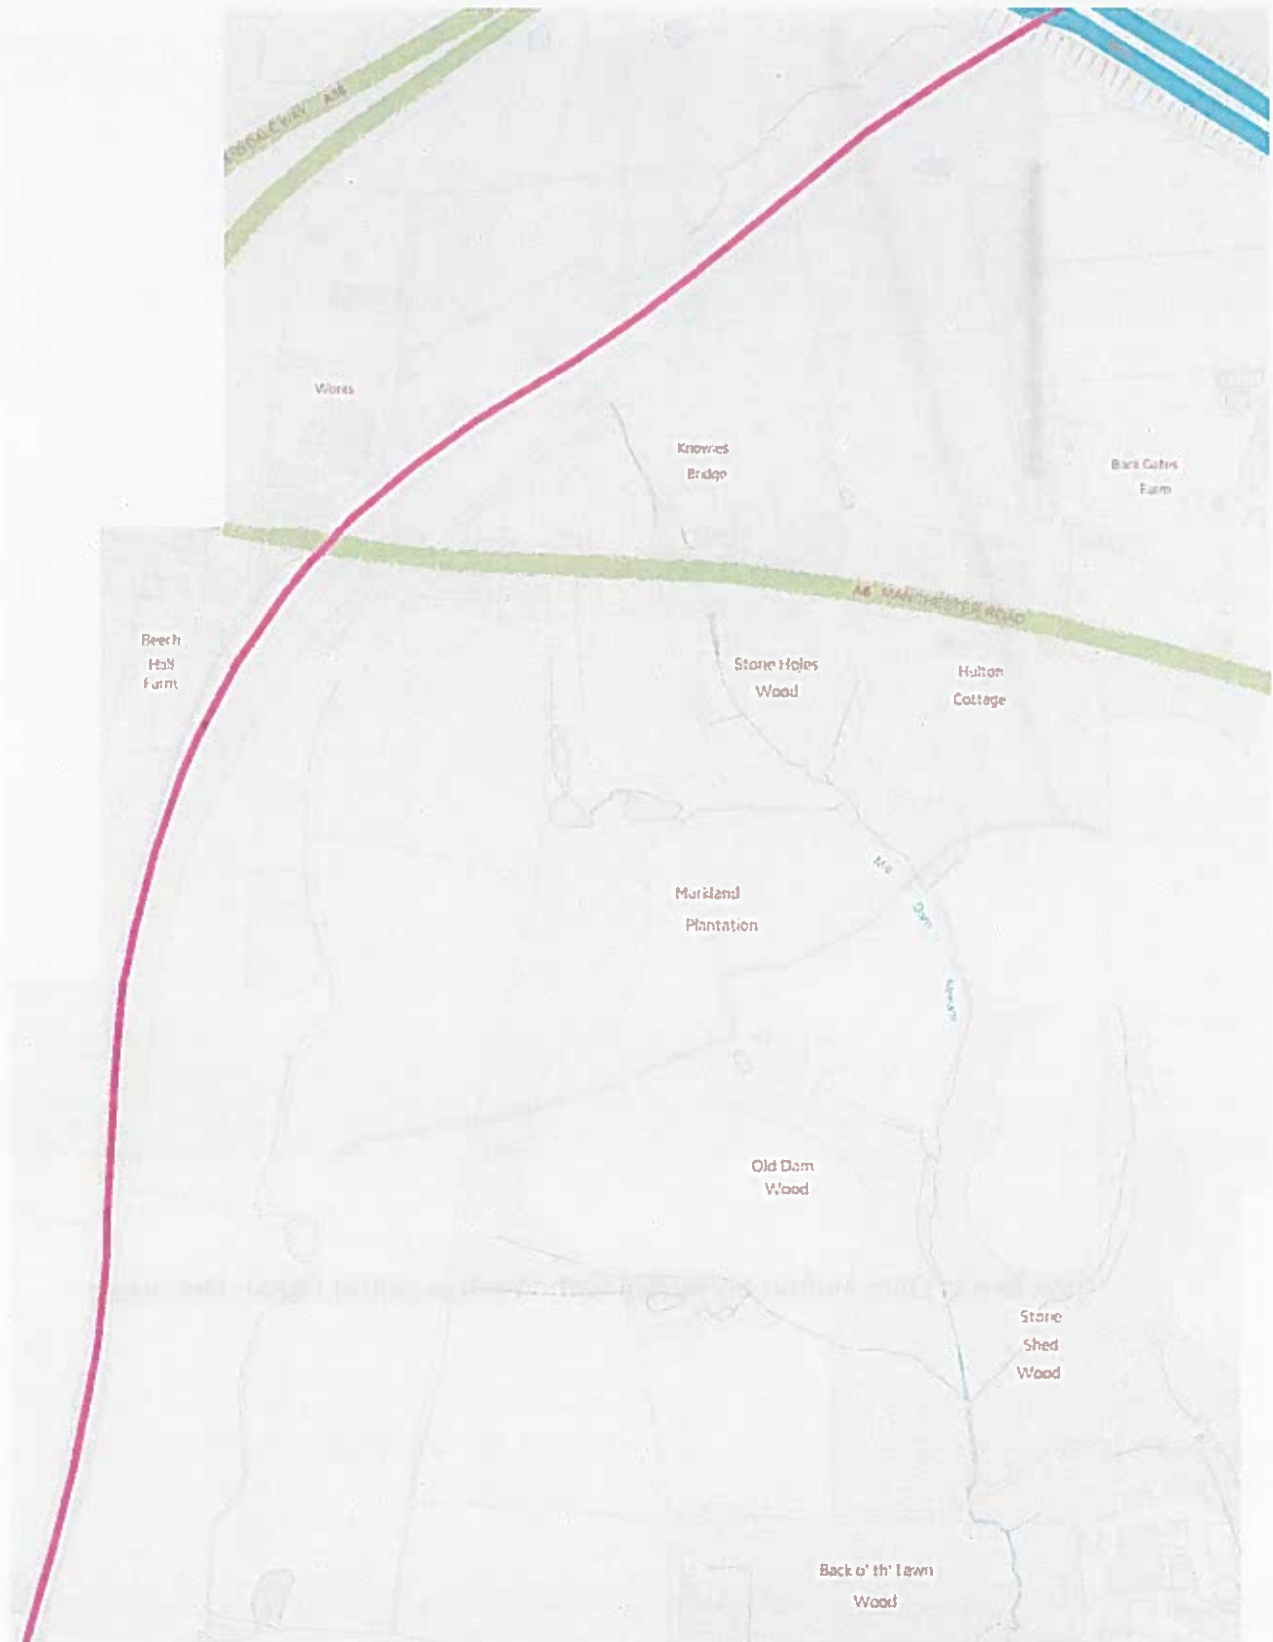 A58
Works
Knowles
Bridge
Back Gates
Farm
A6 MANCHESTER ROAD
Beech
Hall
Farm
Stone Holes
Wood
Hulton
Cottage
Markland
Plantation
Old Dam
Wood
Stone
Shed
Wood
Back o' th' Lawn
Wood